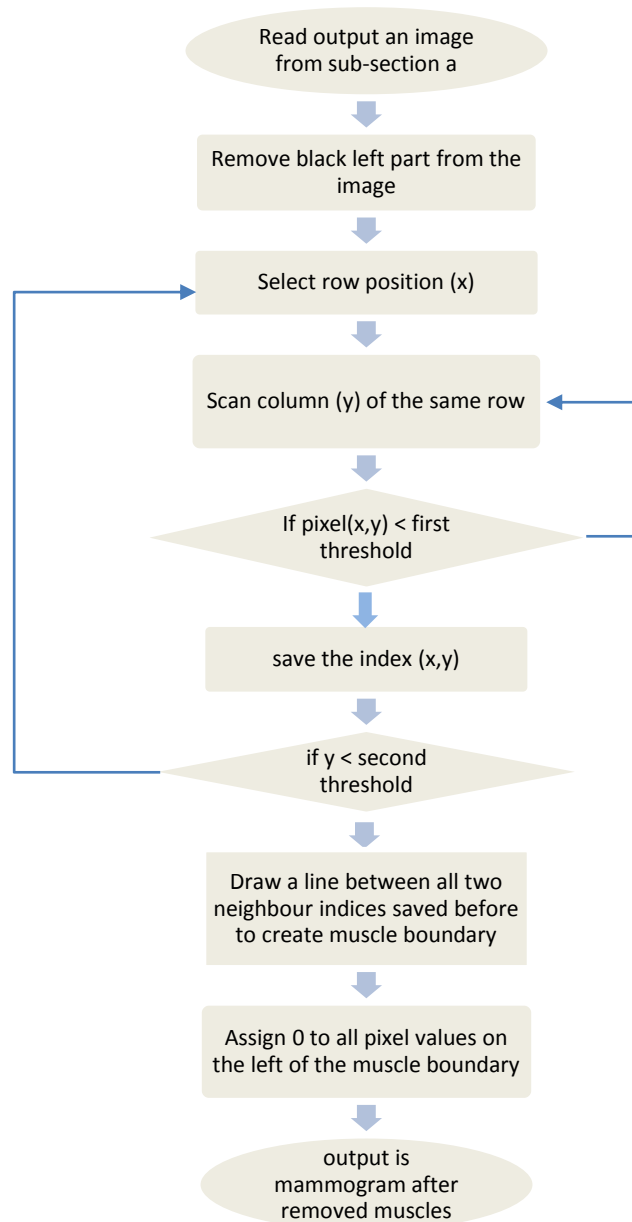 Read output an image
from sub-section a
Remove black left part from the
image
Select row position (x)
Scan column (y) of the same row
If pixel(x,y) < first
threshold
save the index (x,y)
if y < second
threshold
Draw a line between all two
neighbour indices saved before
to create muscle boundary
Assign 0 to all pixel values on
the left of the muscle boundary
output is
mammogram after
removed muscles